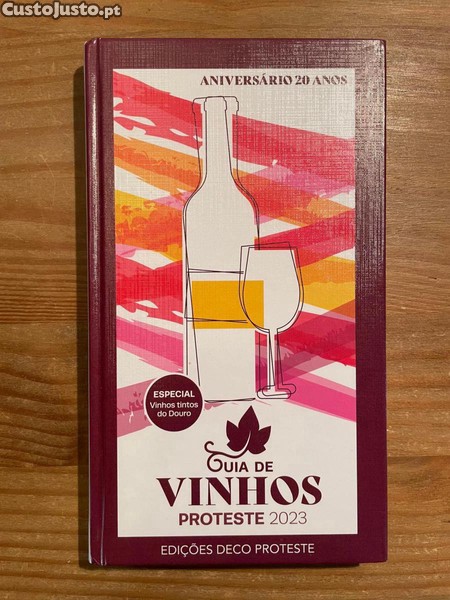 CustoJusto.pt
ANIVERSÁRIO 20 ANOS
ESPECIAL
Vinhos tintos
do Douro
GUIA DE
VINHOS
PROTESTE 2023
EDIÇÕES DECO PROTESTE